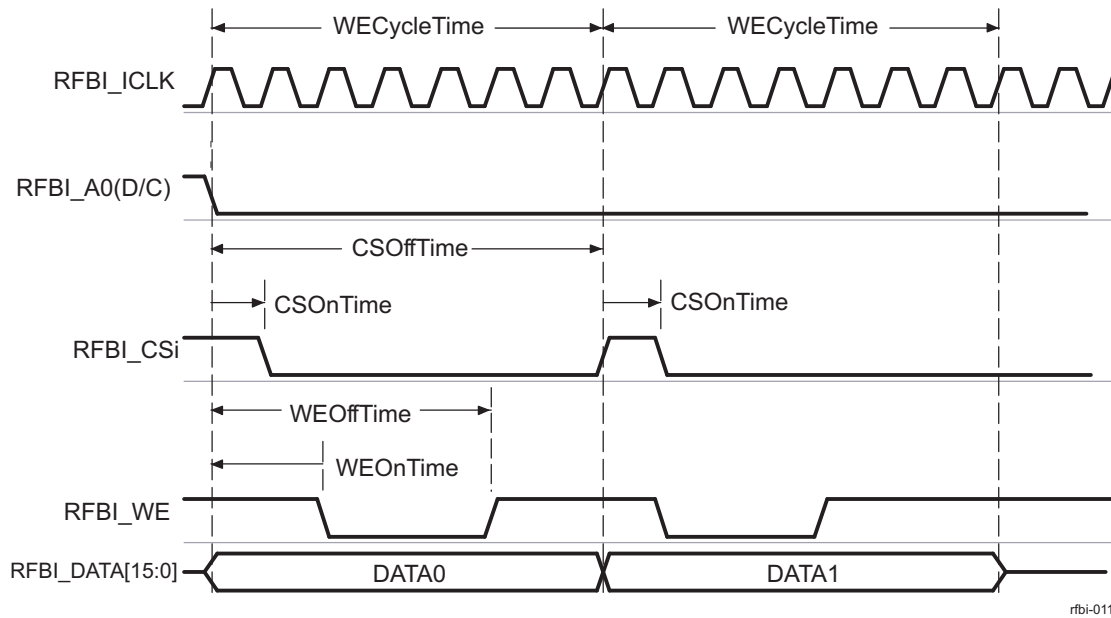 WECycleTime WECycleTime
RFBI_ICLK
RFBI_A0(D/C)
CSOffTime
CSOnTime CSOnTime
RFBI_CSi
WEOffTime
WEOnTime
RFBI_WE
RFBI_DATA[15:0] DATA0 DATA1
rfbi-011